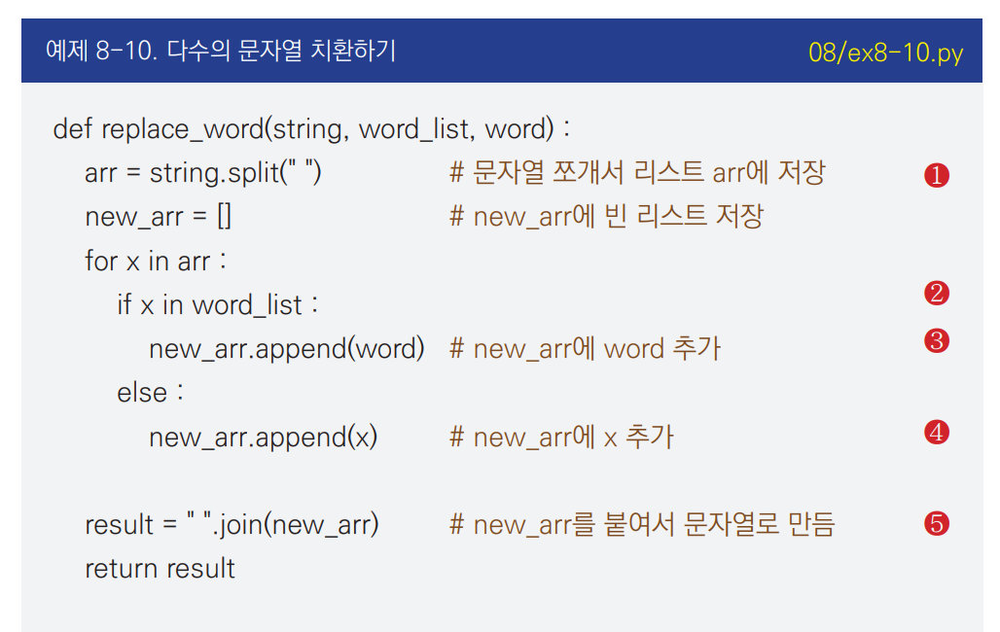 예제 8-10. 다수의 문자열 치환하기 08/ex8-10.py
def replace_word(string, word_list, word) :
arr = string.split(" ") # 문자열 쪼개서 리스트 arr에 저장 ❶
new_arr = [] # new_arr에 빈 리스트 저장
for x in arr :
if x in word_list : ❷
new_arr.append(word) # new_arr에 word 추가 ❸
else :
new_arr.append(x) # new_arr에 x 추가 ❹
result = " ".join(new_arr) # new_arr를 붙여서 문자열로 만듬 ❺
return result